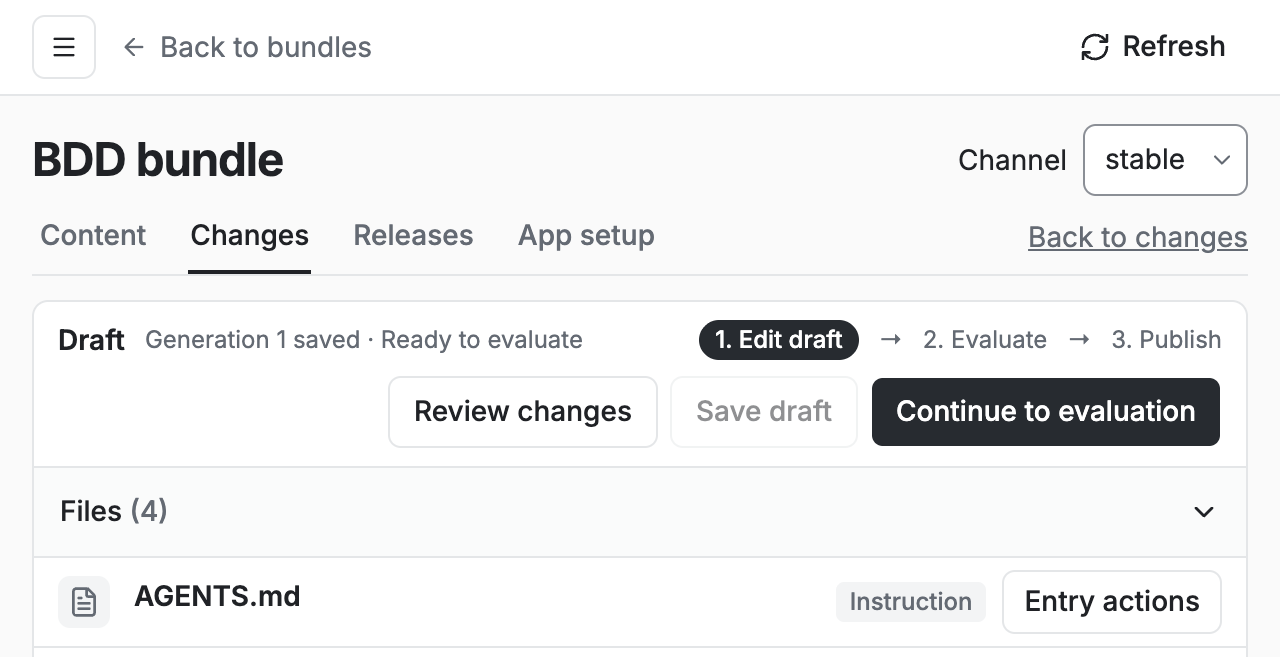 Back to bundles
Refresh
BDD bundle
Channel
stable
Content
Changes
Releases
App setup
Back to changes
Draft
Generation 1 saved · Ready to evaluate
1. Edit draft → 2. Evaluate → 3. Publish
Review changes
Save draft
Continue to evaluation
Files (4)
AGENTS.md
Instruction
Entry actions